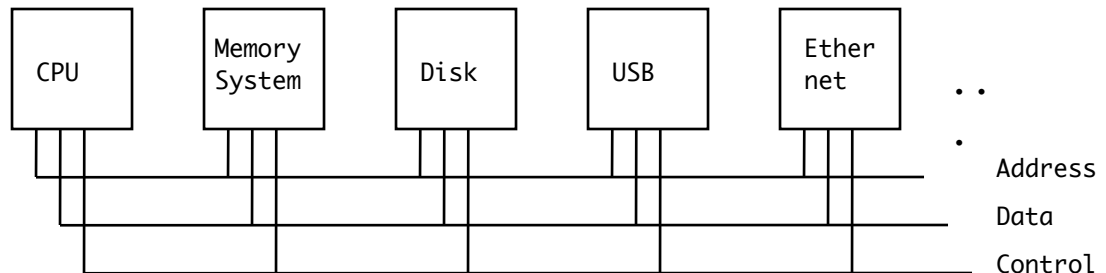 CPU
Memory
System
Disk
USB
Ether
net
. .
.
Address
Data
Control